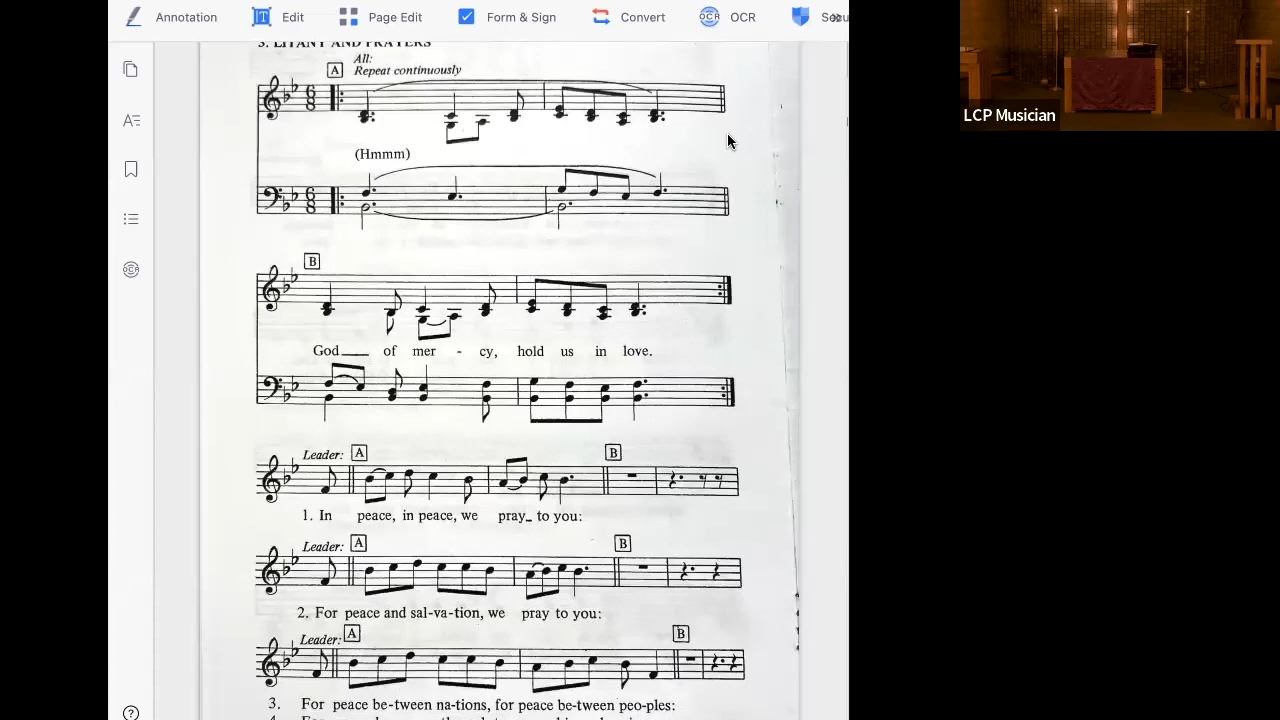 Annotation Edit Page Edit Form & Sign Convert OCR
3. LITANY AND PRAYERS
All:
A Repeat continuously
(Hmmm)
B
God of mer - cy, hold us in love.
Leader: A B
1. In peace, in peace, we pray to you:
Leader: A B
2. For peace and sal-va-tion, we pray to you:
Leader: A B
3. For peace be-tween na-tions, for peace be-tween peo-ples:
LCP Musician